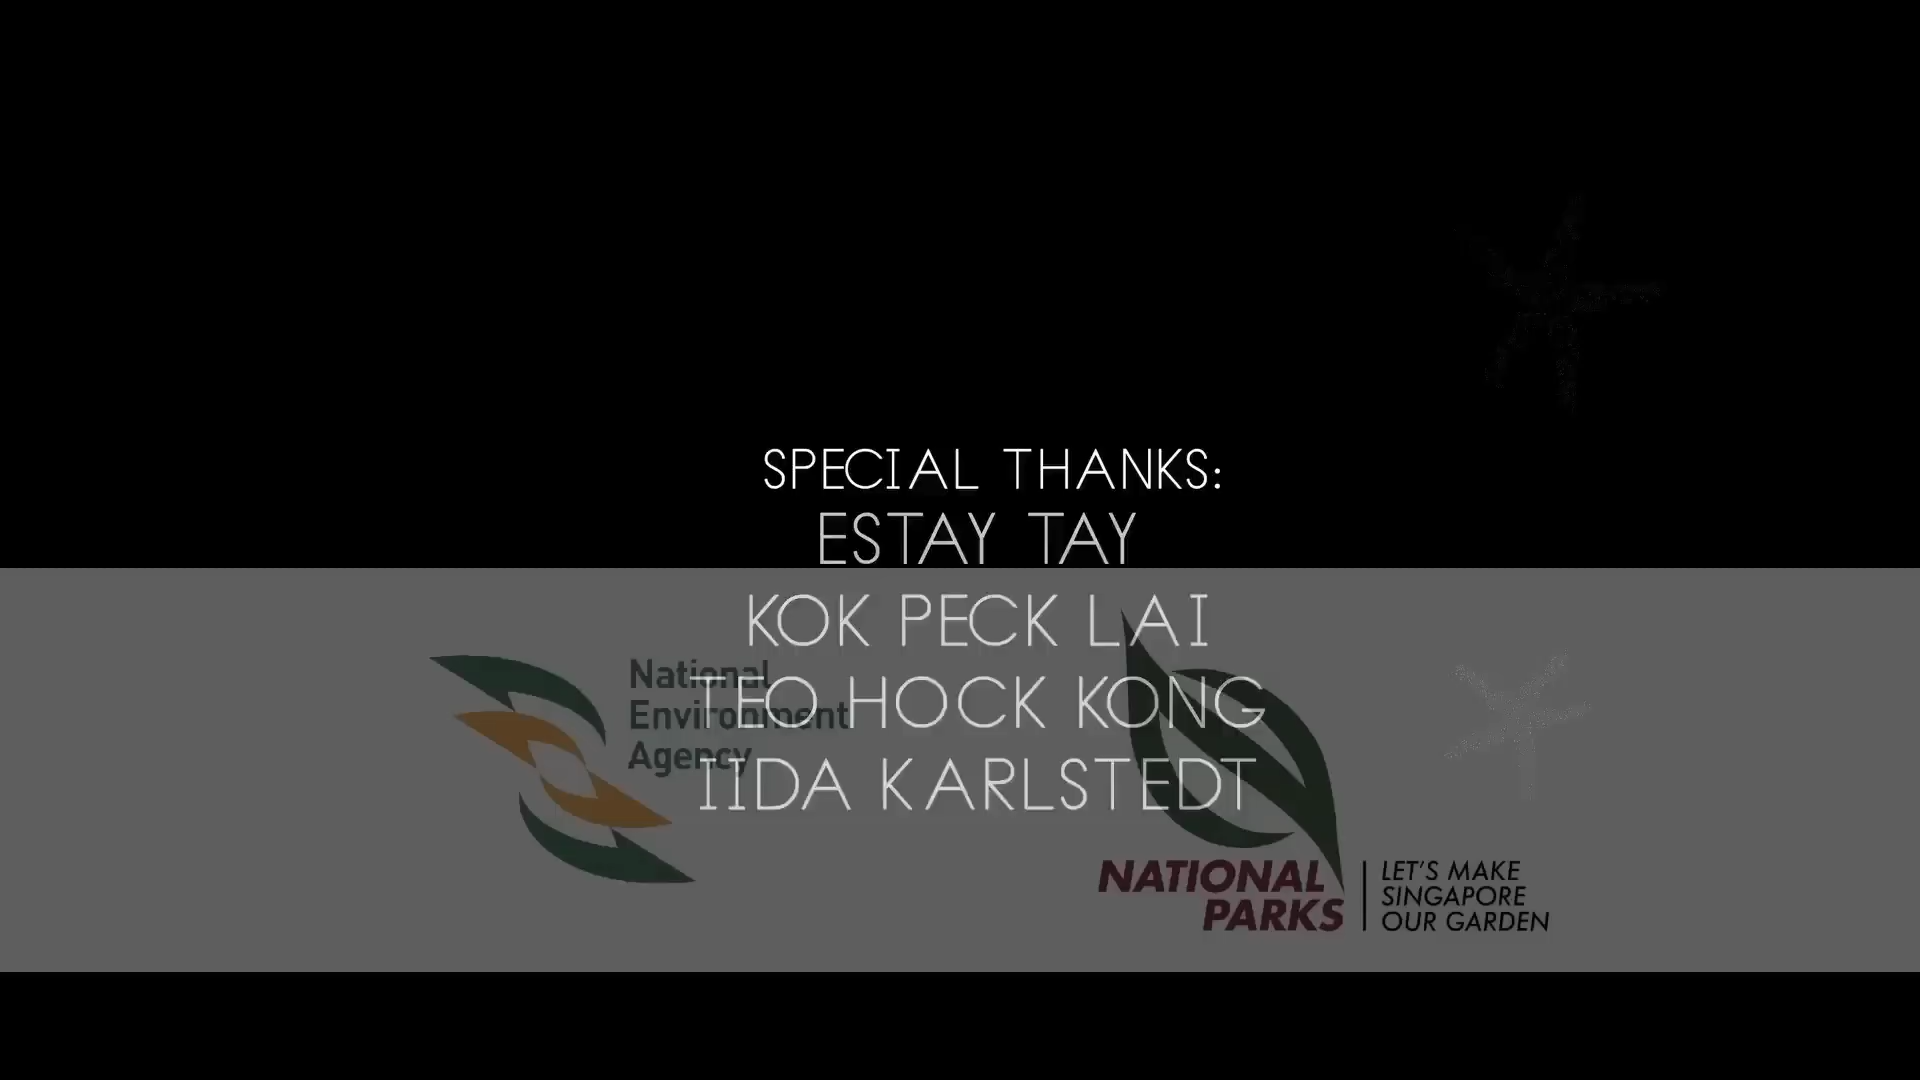 SPECIAL THANKS:
ESTAY TAY
KOK PECK LAI
TEO HOCK KONG
IIDA KARLSTEDT
National
Environment
Agency
NATIONAL
PARKS
LET'S MAKE
SINGAPORE
OUR GARDEN